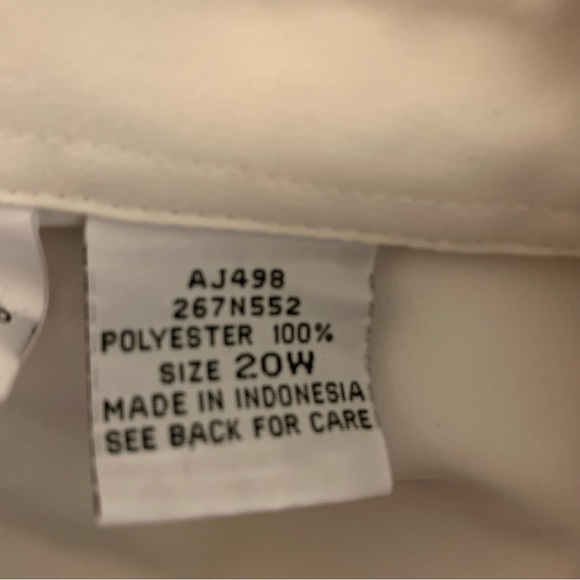 AJ498
267N552
POLYESTER 100%
SIZE 20W
MADE IN INDONESIA
SEE BACK FOR CARE